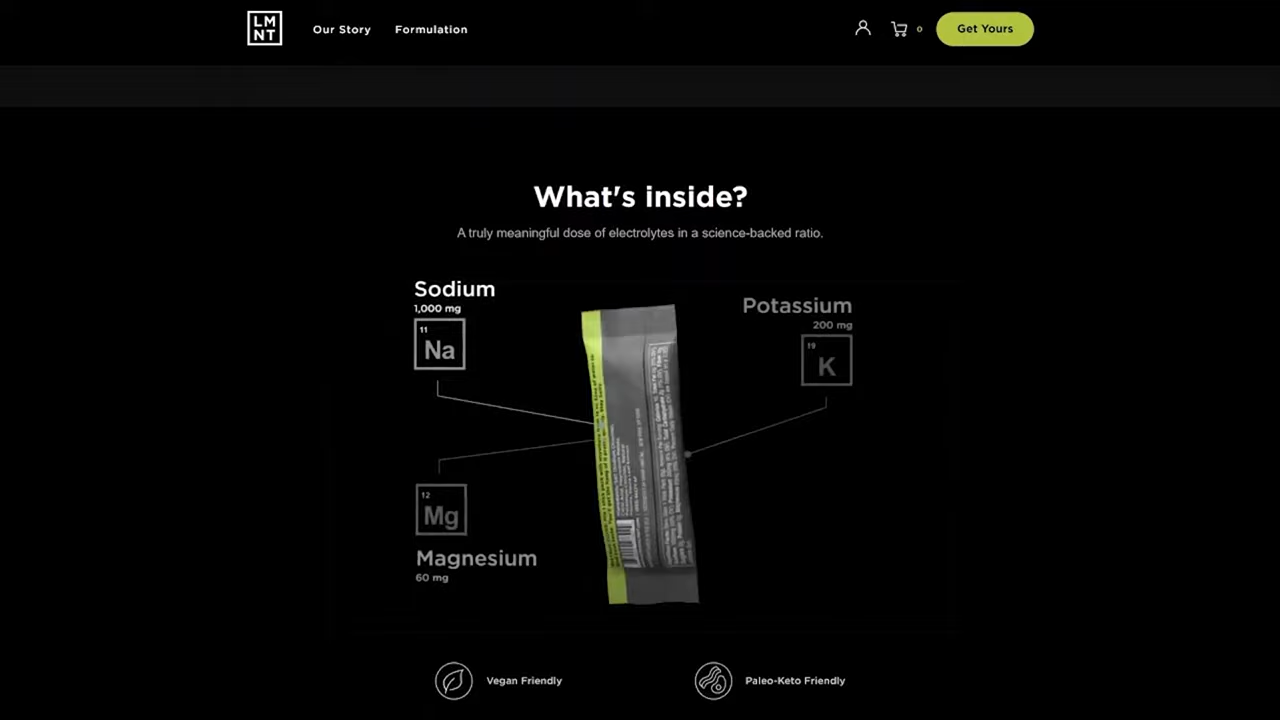 LM
NT
Our Story
Formulation
0
Get Yours
What's inside?
A truly meaningful dose of electrolytes in a science-backed ratio.
Sodium
1,000 mg
11
Na
Potassium
200 mg
19
K
12
Mg
Magnesium
60 mg
Vegan Friendly
Paleo-Keto Friendly